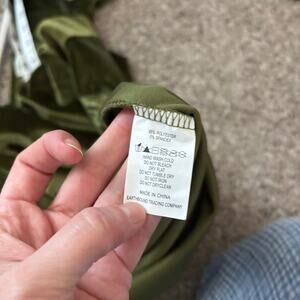 95% POLYESTER
5% SPANDEX
HAND WASH COLD
DO NOT BLEACH
DRY FLAT
DO NOT TUMBLE DRY
DO NOT IRON
DO NOT DRYCLEAN
MADE IN CHINA
EARTHBOUND TRADING COMPANY